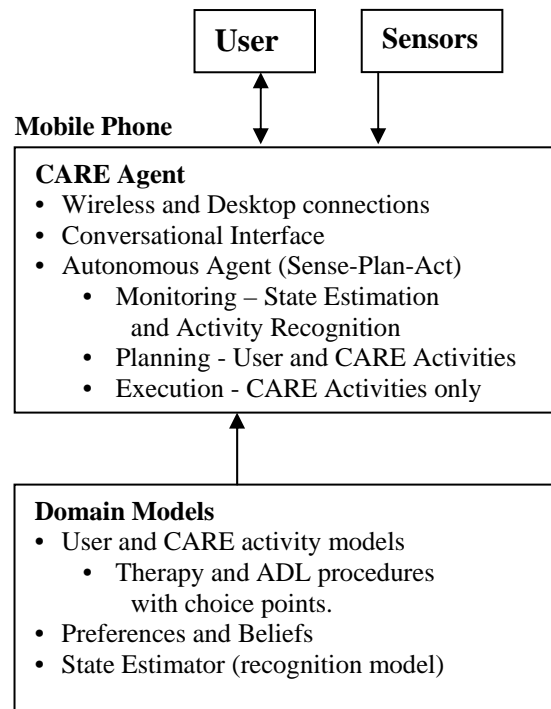 User
Sensors
Mobile Phone
CARE Agent
• Wireless and Desktop connections
• Conversational Interface
• Autonomous Agent (Sense-Plan-Act)
• Monitoring – State Estimation
and Activity Recognition
• Planning - User and CARE Activities
• Execution - CARE Activities only
Domain Models
• User and CARE activity models
• Therapy and ADL procedures
with choice points.
• Preferences and Beliefs
• State Estimator (recognition model)